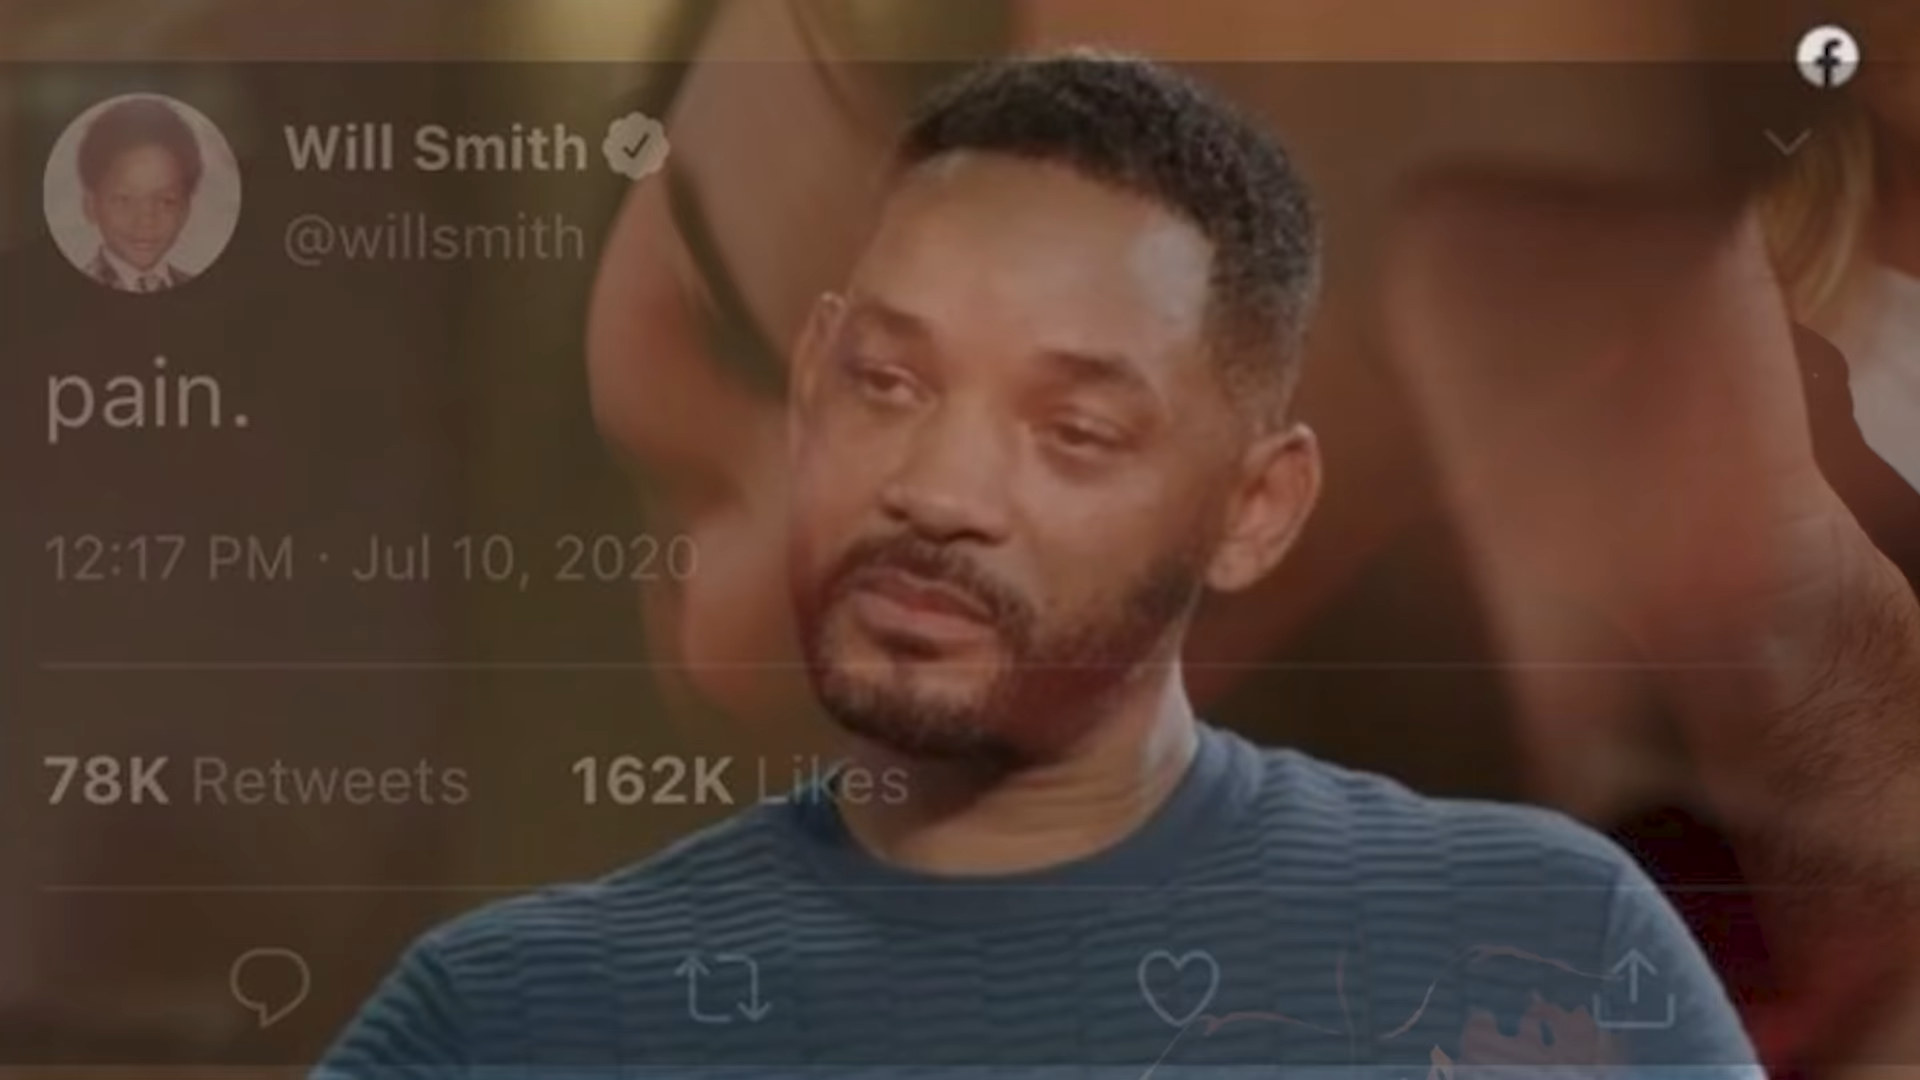 Will Smith
@willsmith
pain.
12:17 PM · Jul 10, 2020
78K Retweets 162K Likes